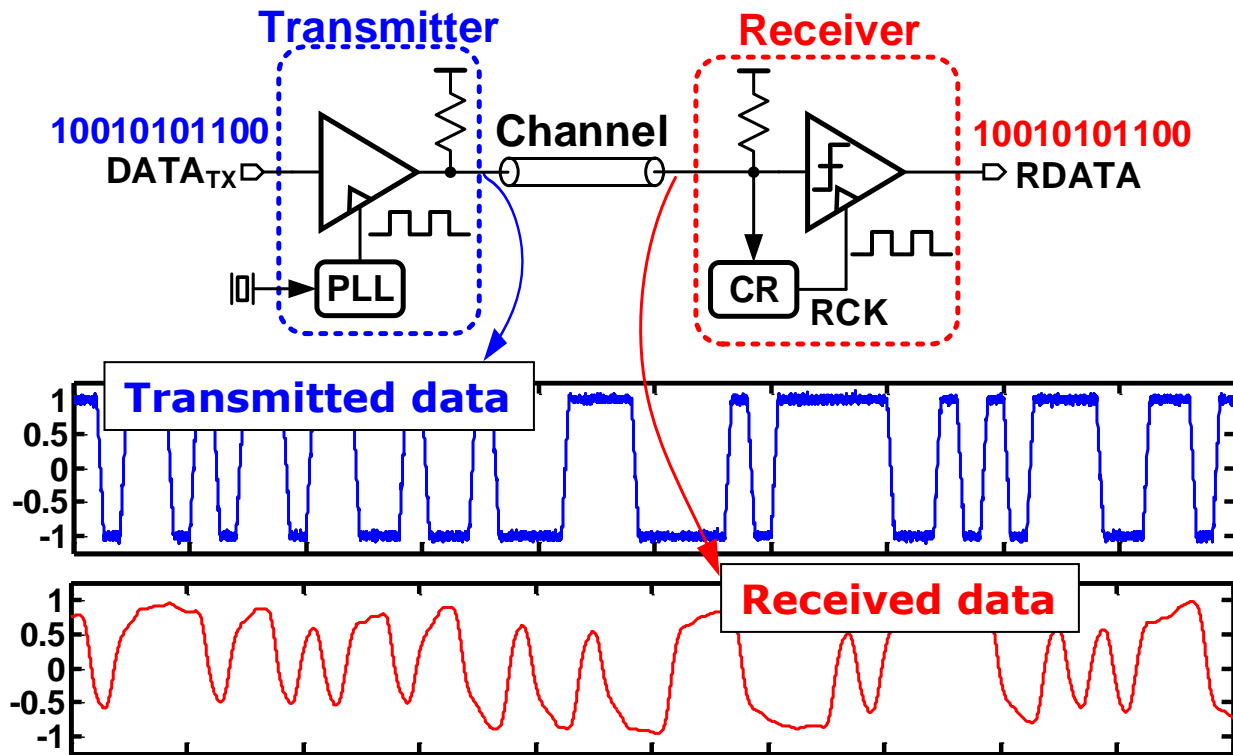 Transmitter
Receiver
10010101100
DATATX
Channel
10010101100
RDATA
PLL
CR
RCK
Transmitted data
1
0.5
0
-0.5
-1
Received data
1
0.5
0
-0.5
-1